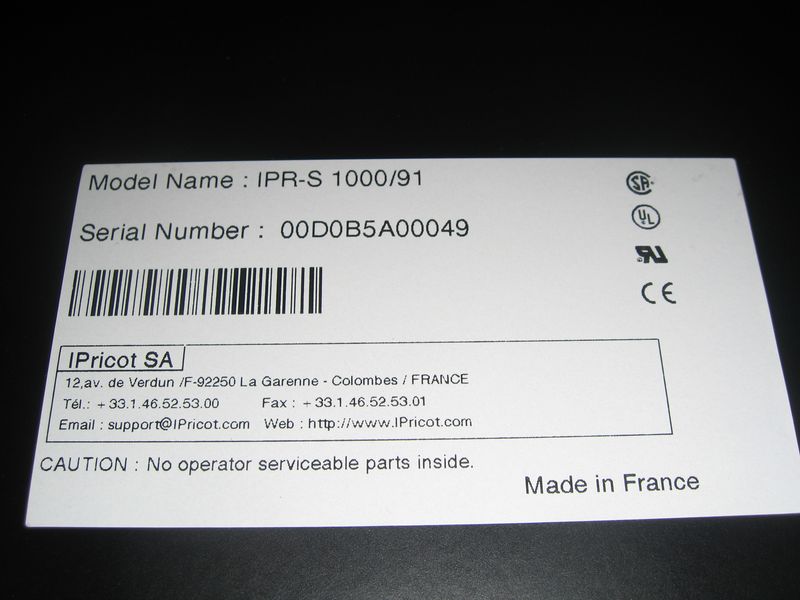 Model Name : IPR-S 1000/91
Serial Number : 00D0B5A00049
SA
UL
CE
IPricot SA
12,av. de Verdun /F-92250 La Garenne - Colombes / FRANCE
Tél.: + 33.1.46.52.53.00 Fax : + 33.1.46.52.53.01
Email : support@IPricot.com Web : http://www.IPricot.com
CAUTION : No operator serviceable parts inside.
Made in France